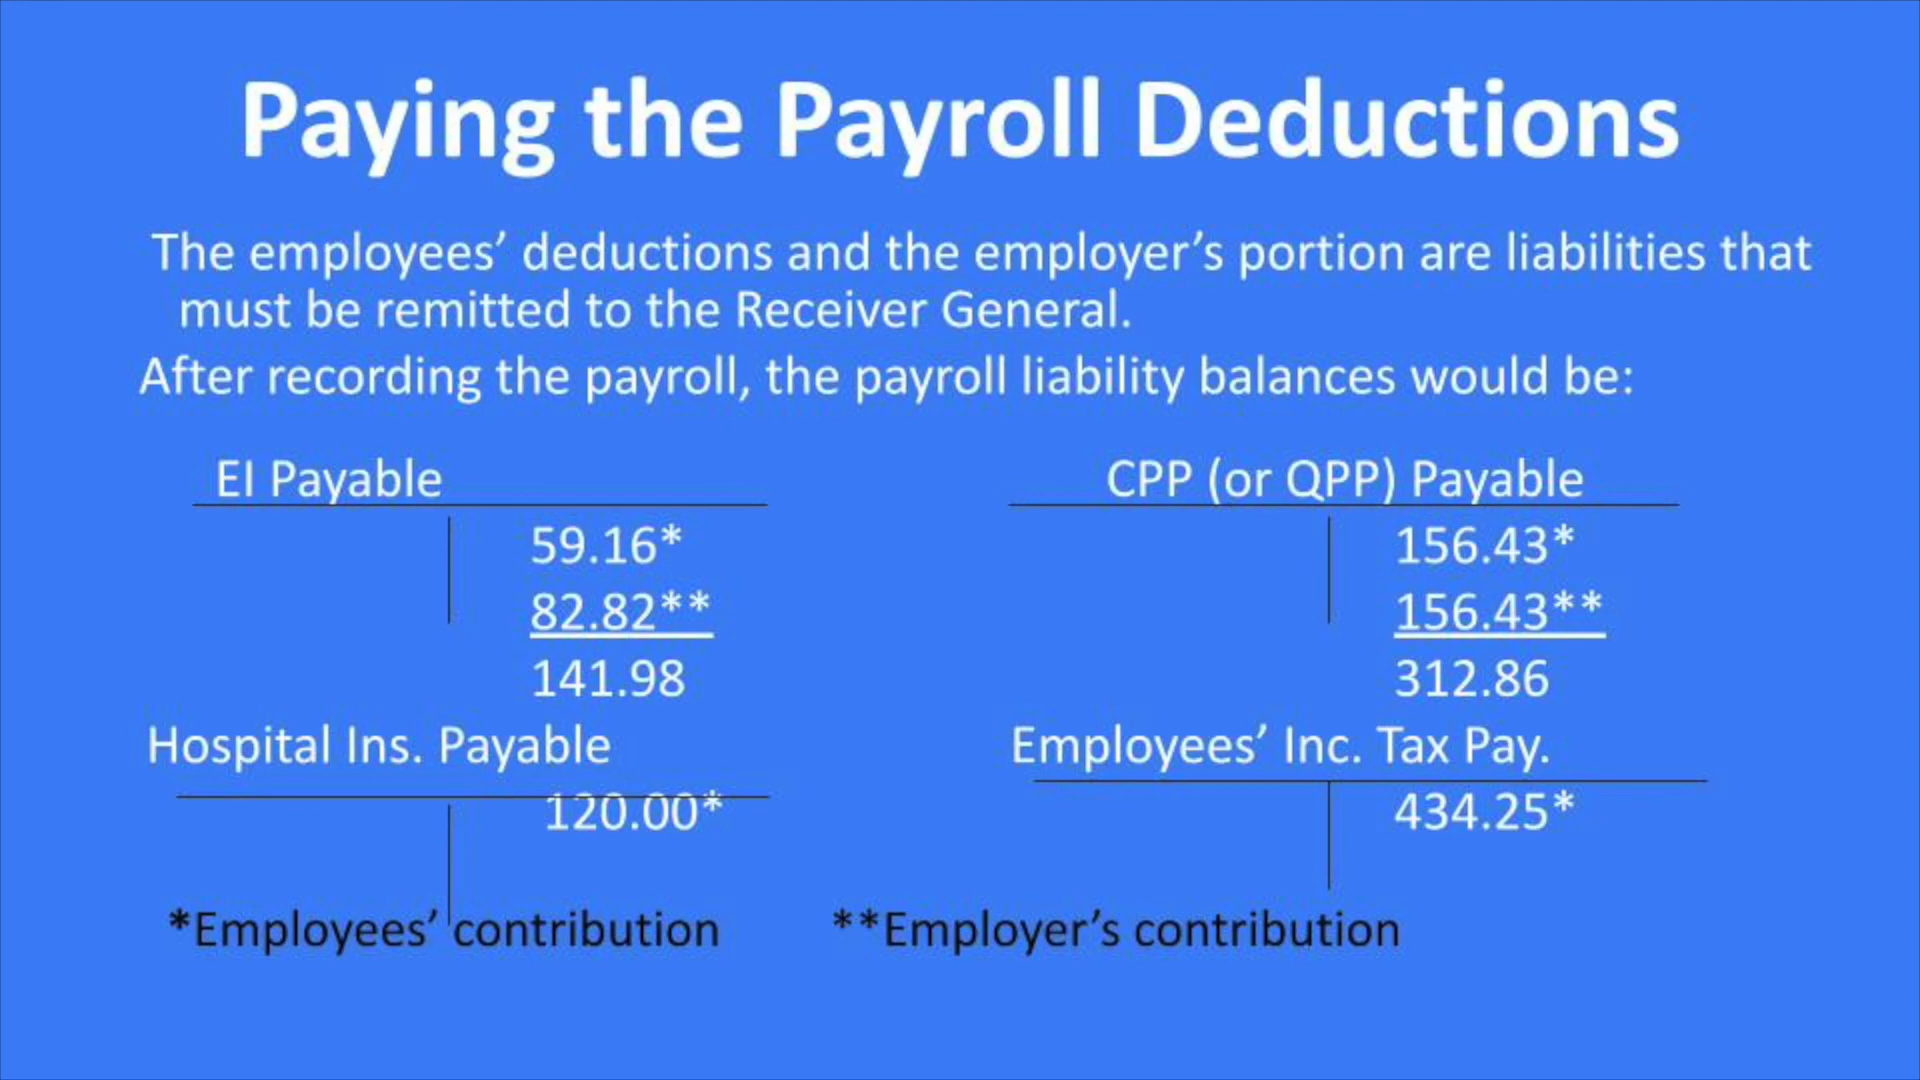 Paying the Payroll Deductions
The employees’ deductions and the employer’s portion are liabilities that
must be remitted to the Receiver General.
After recording the payroll, the payroll liability balances would be:
EI Payable
CPP (or QPP) Payable
59.16*
156.43*
82.82**
156.43**
141.98
312.86
Hospital Ins. Payable
Employees’ Inc. Tax Pay.
120.00*
434.25*
*Employees’ contribution
**Employer’s contribution